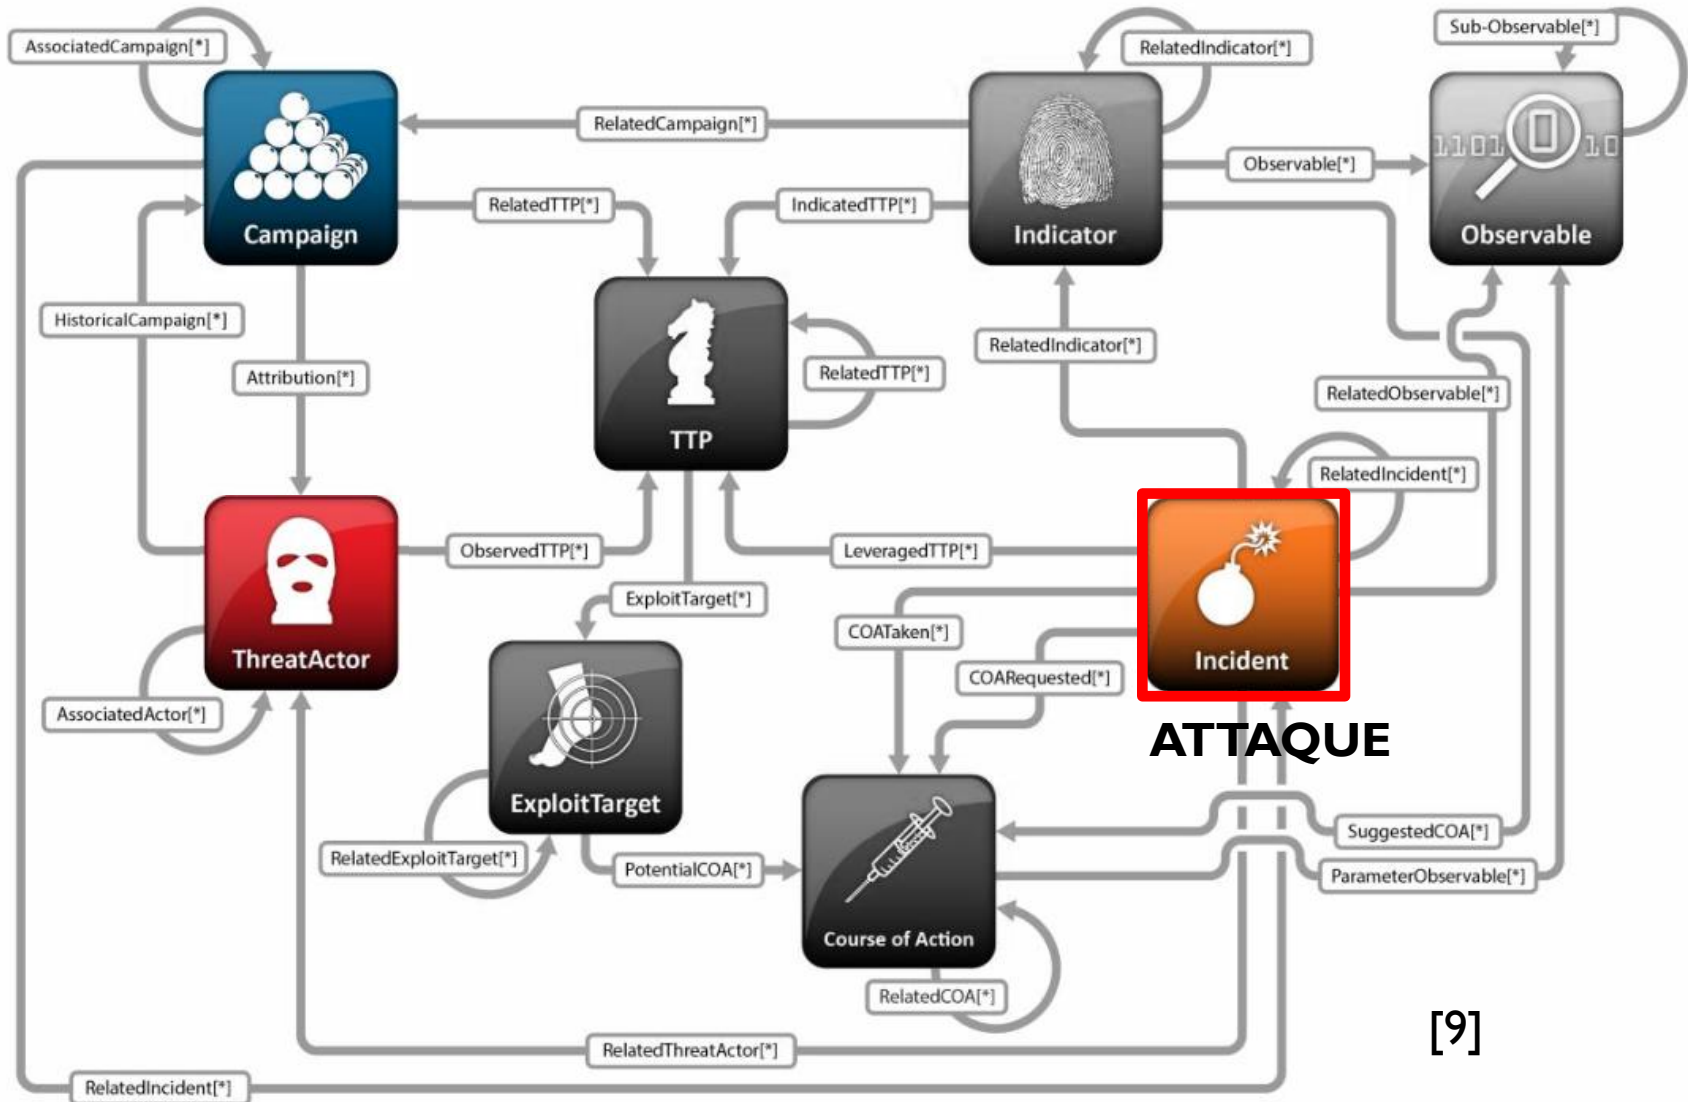 Sub-Observable[*]
AssociatedCampaign[*]
RelatedIndicator[*]
RelatedCampaign[*]
1101 0 10
Observable[*]
RelatedTTP[*]
IndicatedTTP[*]
Campaign
Indicator
Observable
HistoricalCampaign[*]
RelatedIndicator[*]
Attribution[*]
RelatedTTP[*]
RelatedObservable[*]
TTP
RelatedIncident[*]
ObservedTTP[*]
LeveragedTTP[*]
ExploitTarget[*]
COATaken[*]
ThreatActor
Incident
COARequested[*]
AssociatedActor[*]
ATTAQUE
ExploitTarget
SuggestedCOA[*]
RelatedExploitTarget[*]
PotentialCOA[*]
ParameterObservable[*]
Course of Action
RelatedCOA[*]
[9]
RelatedThreatActor[*]
RelatedIncident[*]